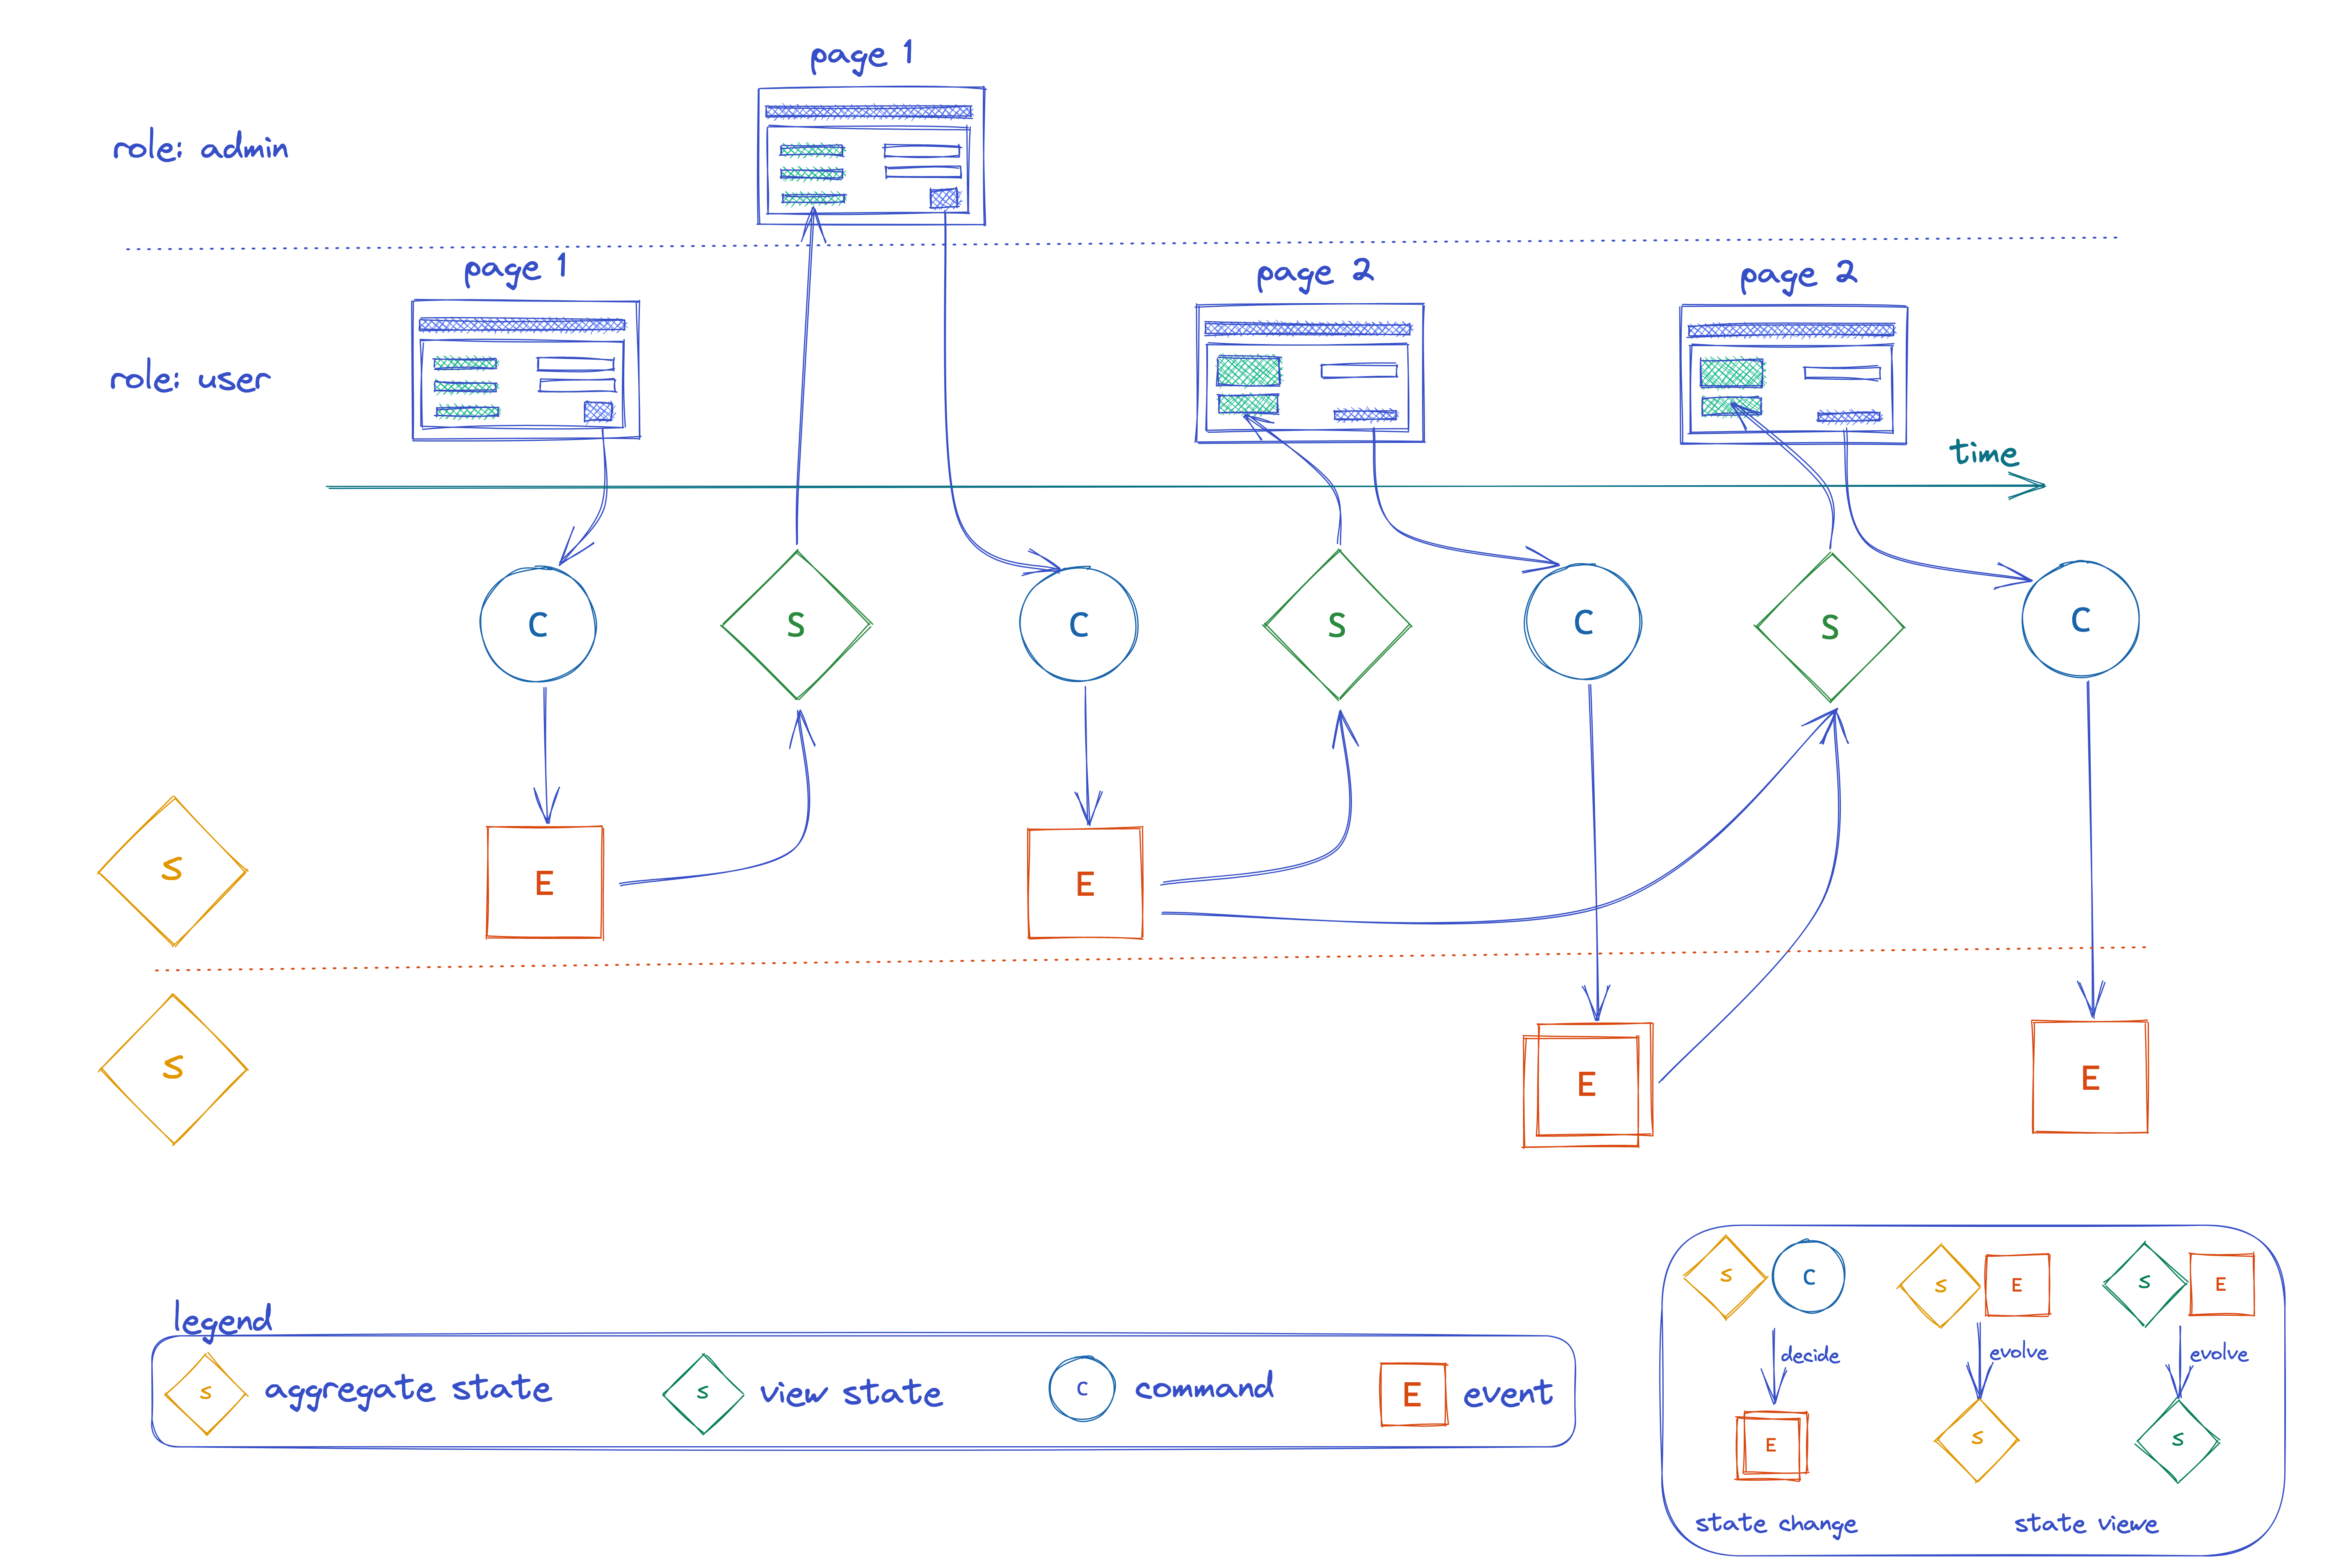 page 1
role: admin
page 1
page 2
page 2
role: user
time
C
S
C
S
C
S
C
S
E
E
S
E
E
legend
S
aggregate state
S
view state
C
command
E
event
S
C
S
E
S
E
decide
evolve
evolve
E
S
S
state change
state view